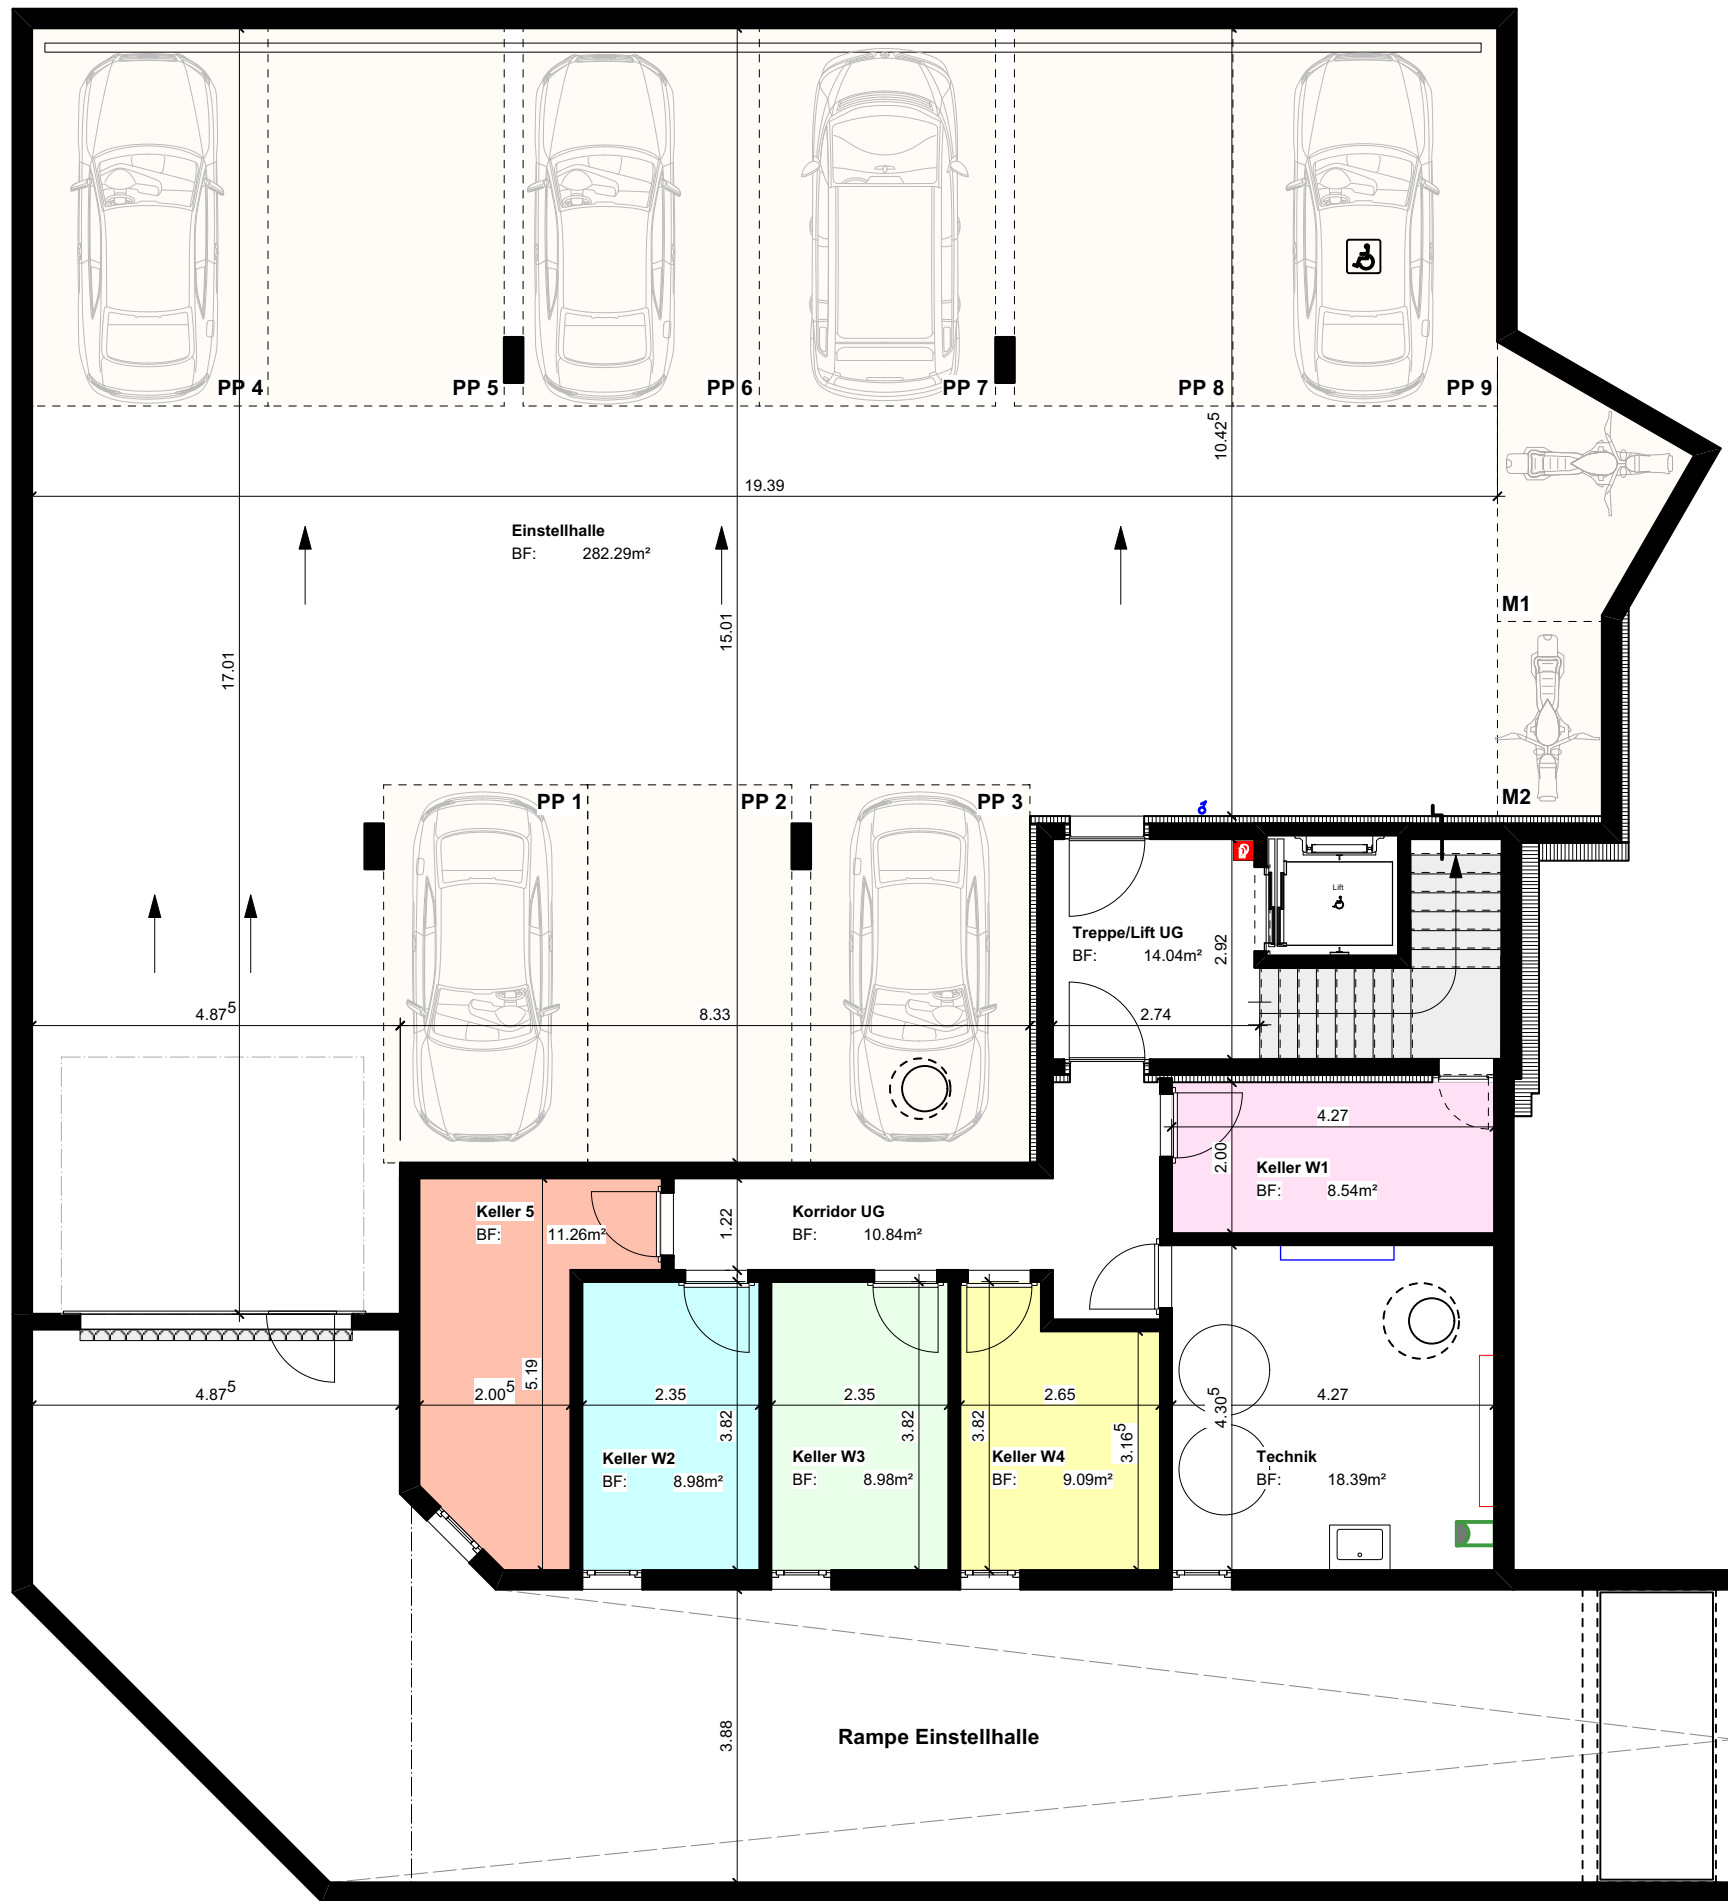 PP 4
PP 5
PP 6
PP 7
PP 8
PP 9
10.42⁵
19.39
Einstellhalle
BF: 282.29m²
M1
17.01
15.01
PP 1
PP 2
PP 3
M2
Lift
Treppe/Lift UG
BF: 14.04m²
2.92
4.87⁵
8.33
2.74
4.27
2.00
Keller W1
BF: 8.54m²
Keller 5
BF: 11.26m²
1.22
Korridor UG
BF: 10.84m²
5.19
4.87⁵
2.00⁵
2.35
2.35
2.65
4.27
3.82
3.82
3.82
3.16⁵
4.30⁵
Keller W2
BF: 8.98m²
Keller W3
BF: 8.98m²
Keller W4
BF: 9.09m²
Technik
BF: 18.39m²
3.88
Rampe Einstellhalle